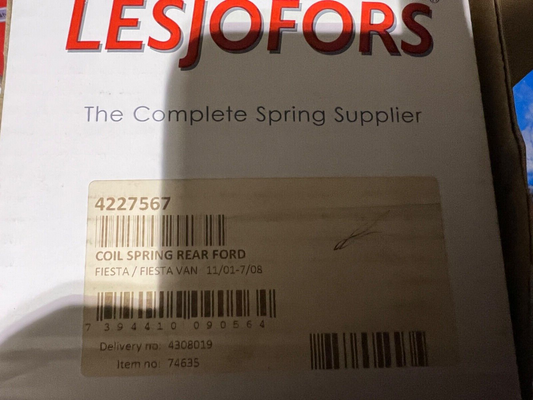 LESJOFORS®
The Complete Spring Supplier
4227567
COIL SPRING REAR FORD
FIESTA / FIESTA VAN 11/01-7/08
7 394410 090564
Delivery no: 4308019
Item no: 74635